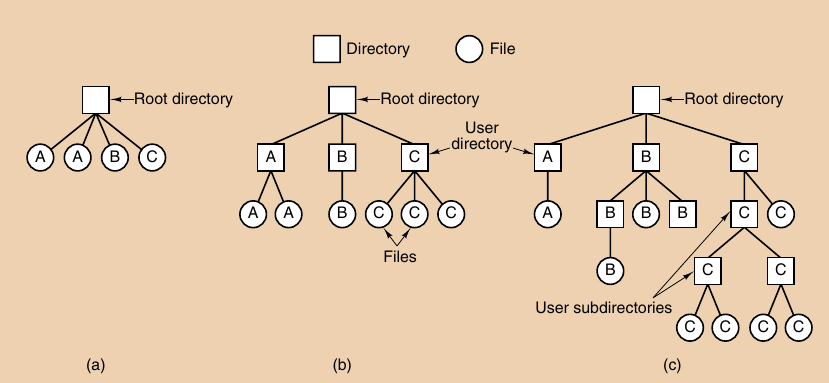 Directory File
Root directory Root directory Root directory
User
directory
A A B C A B C A B C
A A B C C C A B B B C C
Files
B C C
User subdirectories
C C C C
(a) (b) (c)